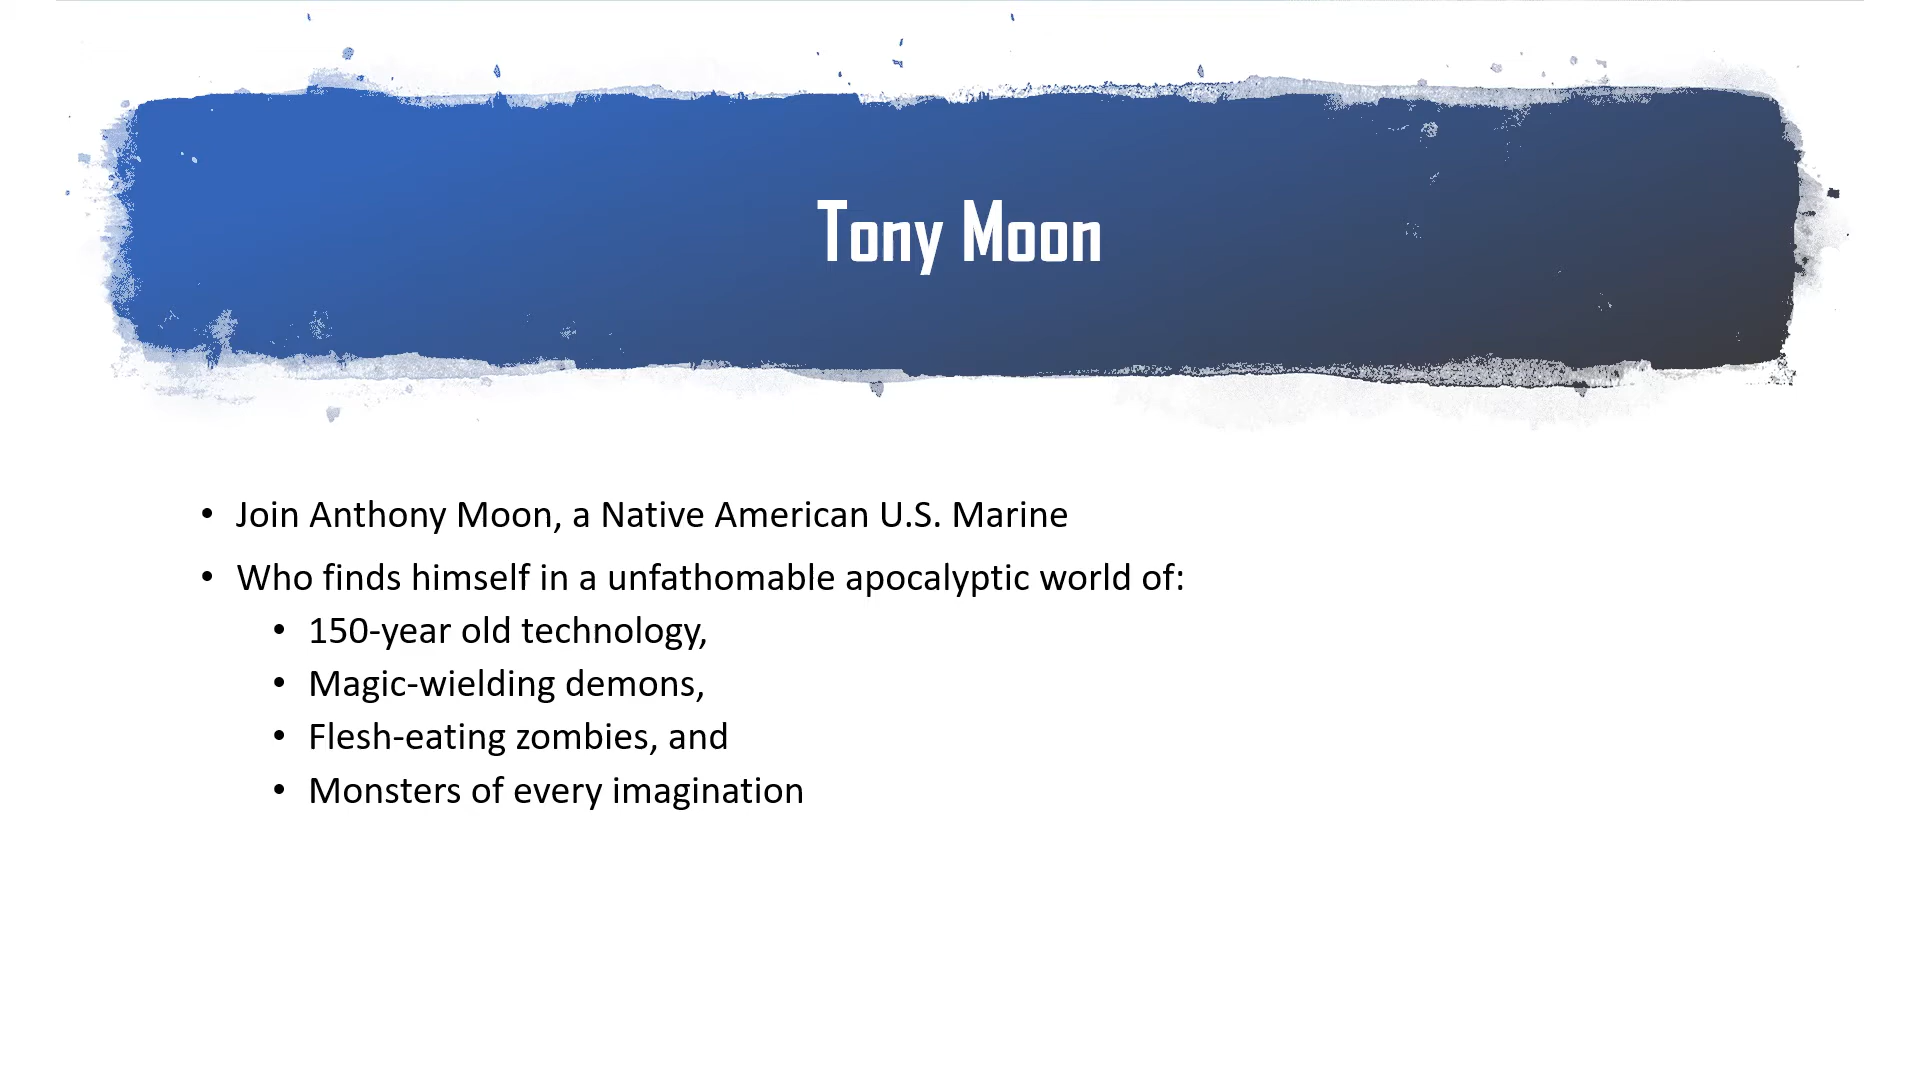 Tony Moon
• Join Anthony Moon, a Native American U.S. Marine
• Who finds himself in a unfathomable apocalyptic world of:
• 150-year old technology,
• Magic-wielding demons,
• Flesh-eating zombies, and
• Monsters of every imagination